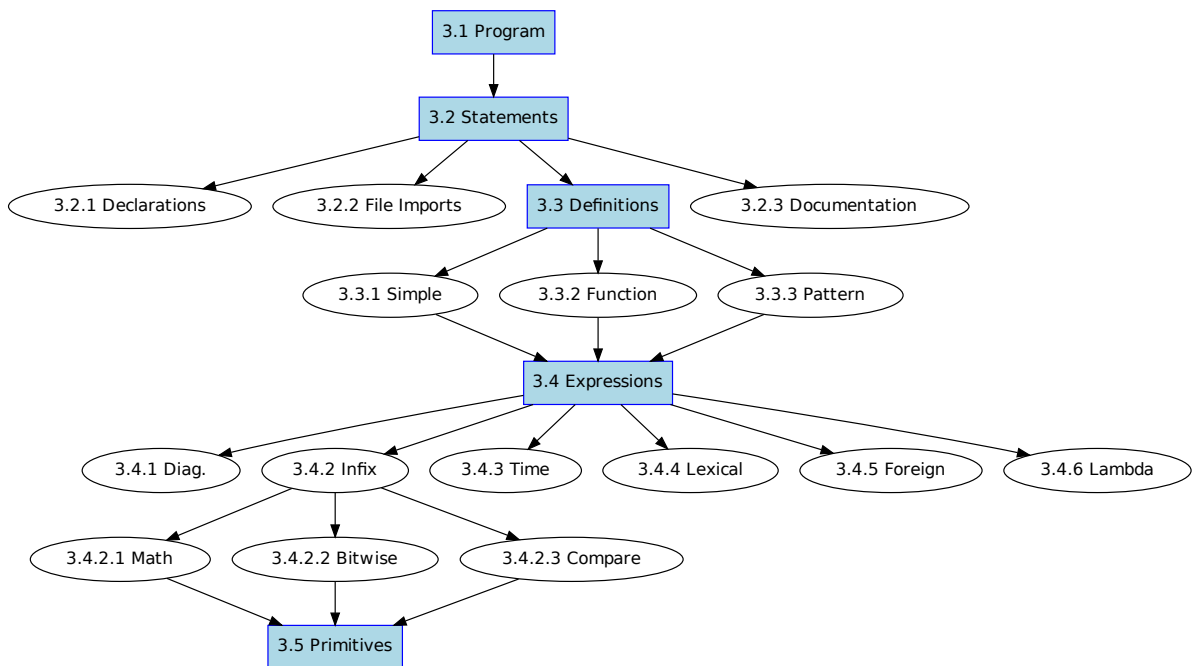 3.1 Program
3.2 Statements
3.2.1 Declarations
3.2.2 File Imports
3.3 Definitions
3.2.3 Documentation
3.3.1 Simple
3.3.2 Function
3.3.3 Pattern
3.4 Expressions
3.4.1 Diag.
3.4.2 Infix
3.4.3 Time
3.4.4 Lexical
3.4.5 Foreign
3.4.6 Lambda
3.4.2.1 Math
3.4.2.2 Bitwise
3.4.2.3 Compare
3.5 Primitives